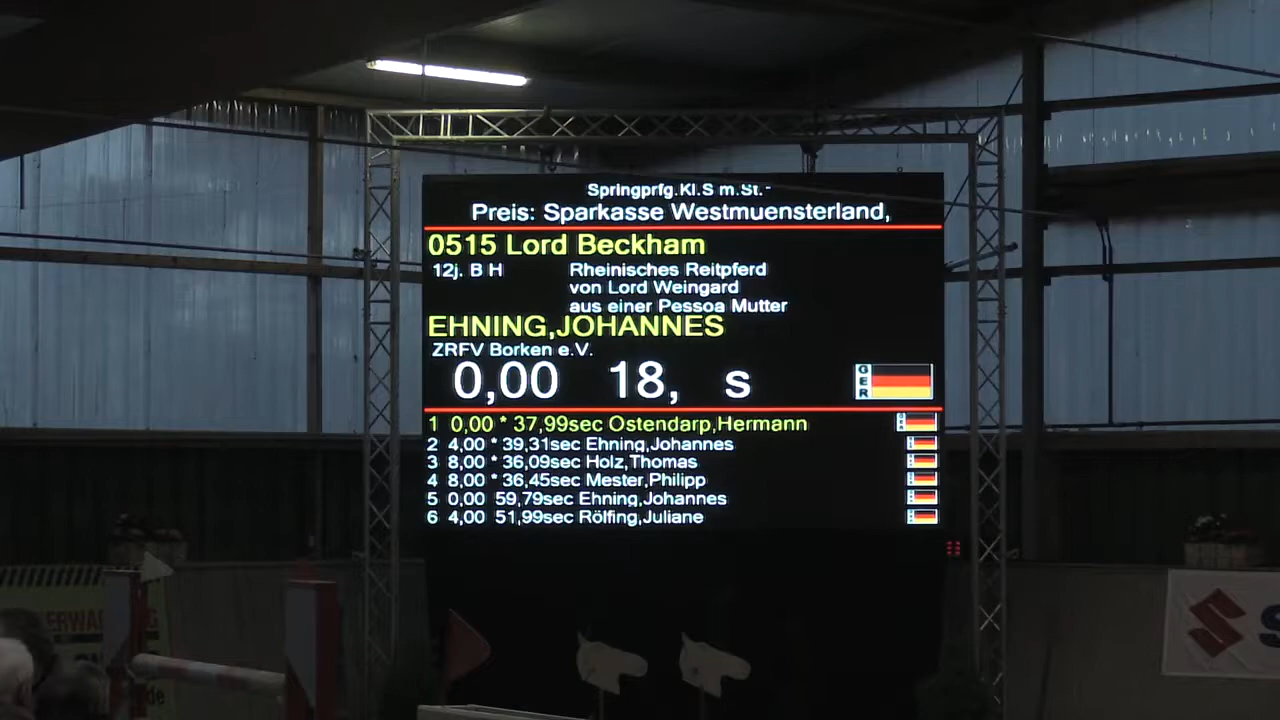 Springprfg.Kl.S m.St.-
Preis: Sparkasse Westmuensterland,
0515 Lord Beckham
12j. B H Rheinisches Reitpferd
von Lord Weingard
aus einer Pessoa Mutter
EHNING,JOHANNES
ZRFV Borken e.V.
0,00 18, s GER
1 0,00 * 37,99sec Ostendarp,Hermann
2 4,00 * 39,31sec Ehning,Johannes
3 8,00 * 36,09sec Holz,Thomas
4 8,00 * 36,45sec Mester,Philipp
5 0,00 59,79sec Ehning,Johannes
6 4,00 51,99sec Rölfing,Juliane